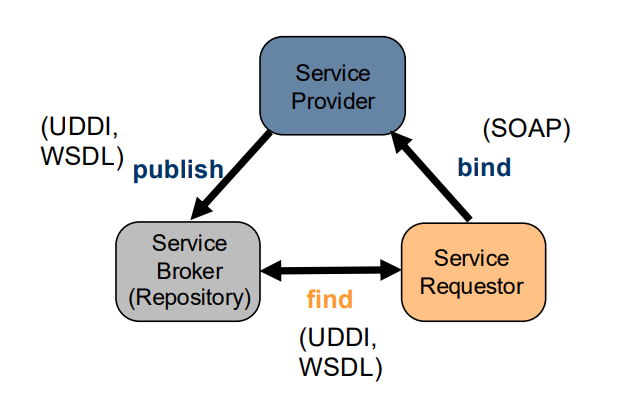 Service
Provider
(UDDI,
WSDL)
publish
(SOAP)
bind
Service
Broker
(Repository)
Service
Requestor
find
(UDDI,
WSDL)